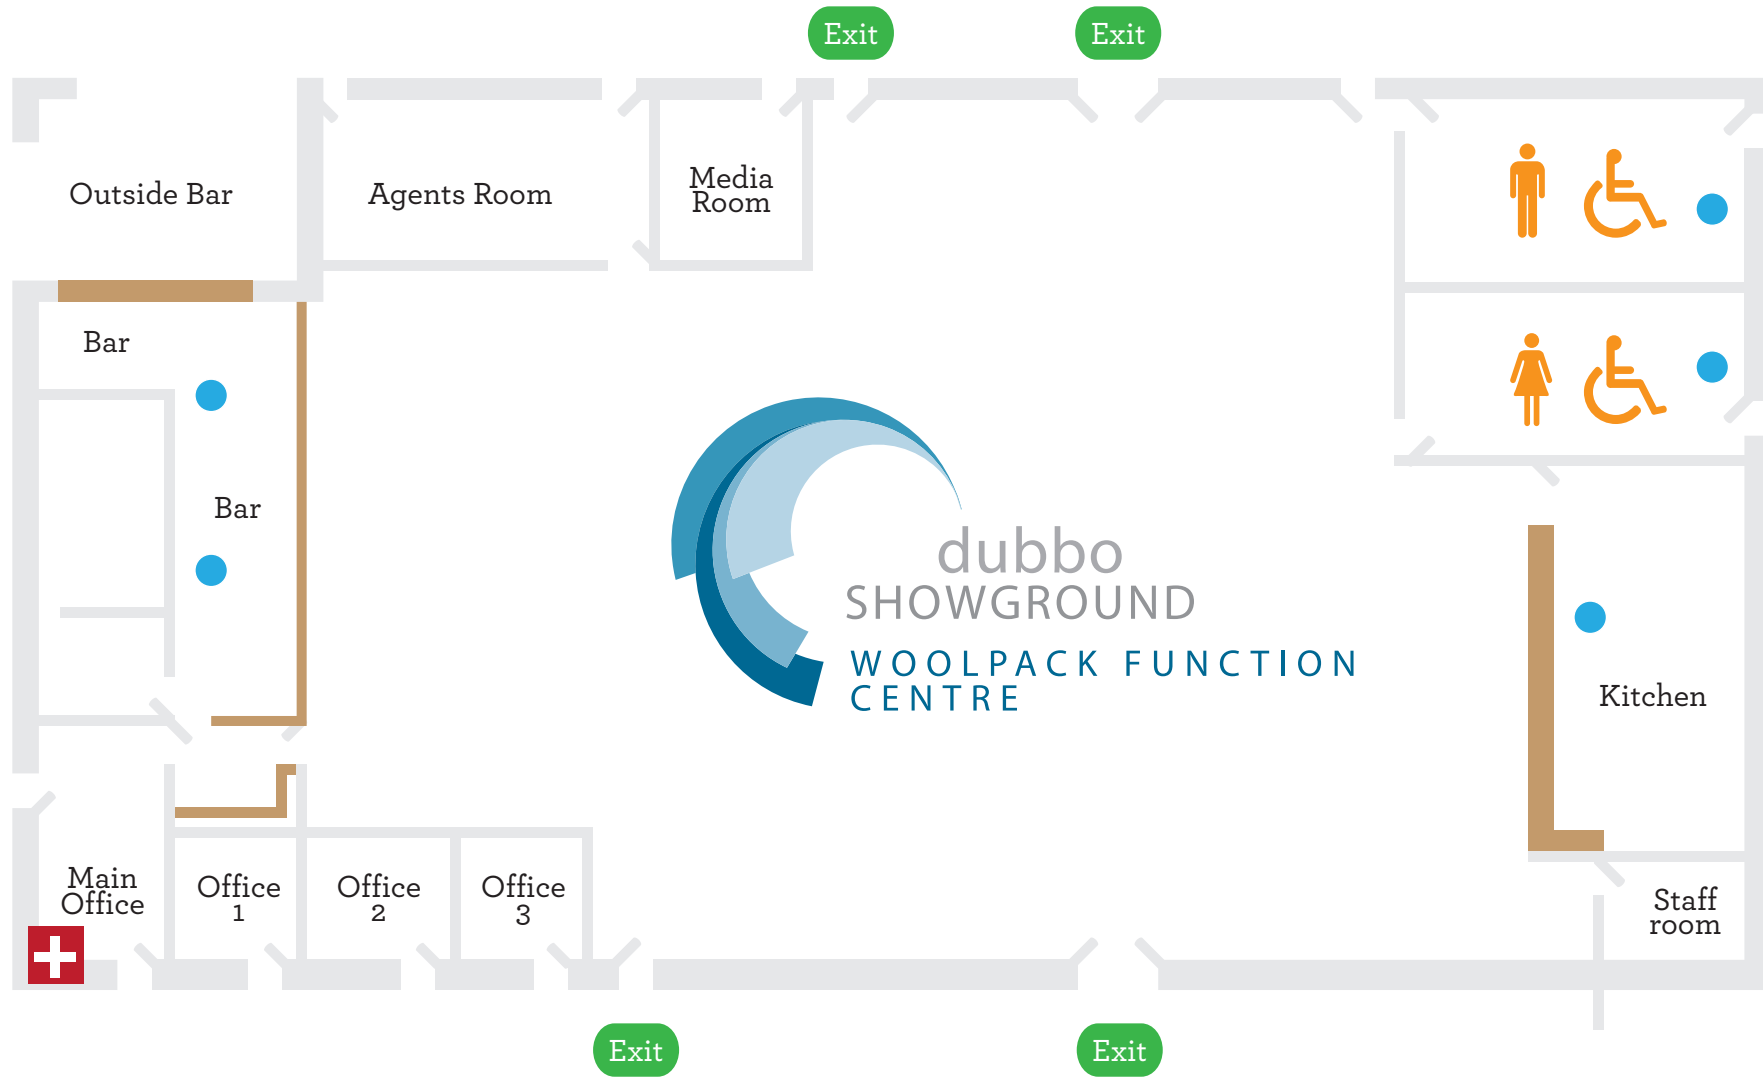 Exit
Exit
Outside Bar
Agents Room
Media
Room
Bar
Bar
dubbo
SHOWGROUND
WOOLPACK FUNCTION
CENTRE
Kitchen
Main
Office
Office
1
Office
2
Office
3
Staff
room
Exit
Exit